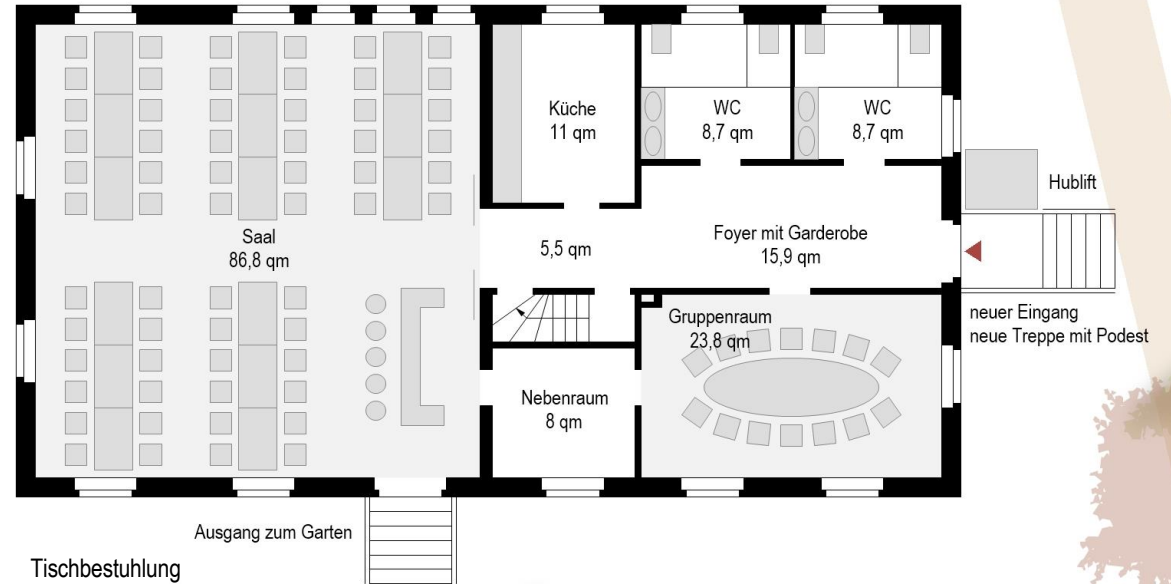 Küche
11 qm
WC
8,7 qm
WC
8,7 qm
Hublift
Saal
86,8 qm
5,5 qm
Foyer mit Garderobe
15,9 qm
neuer Eingang
neue Treppe mit Podest
Gruppenraum
23,8 qm
Nebenraum
8 qm
Ausgang zum Garten
Tischbestuhlung